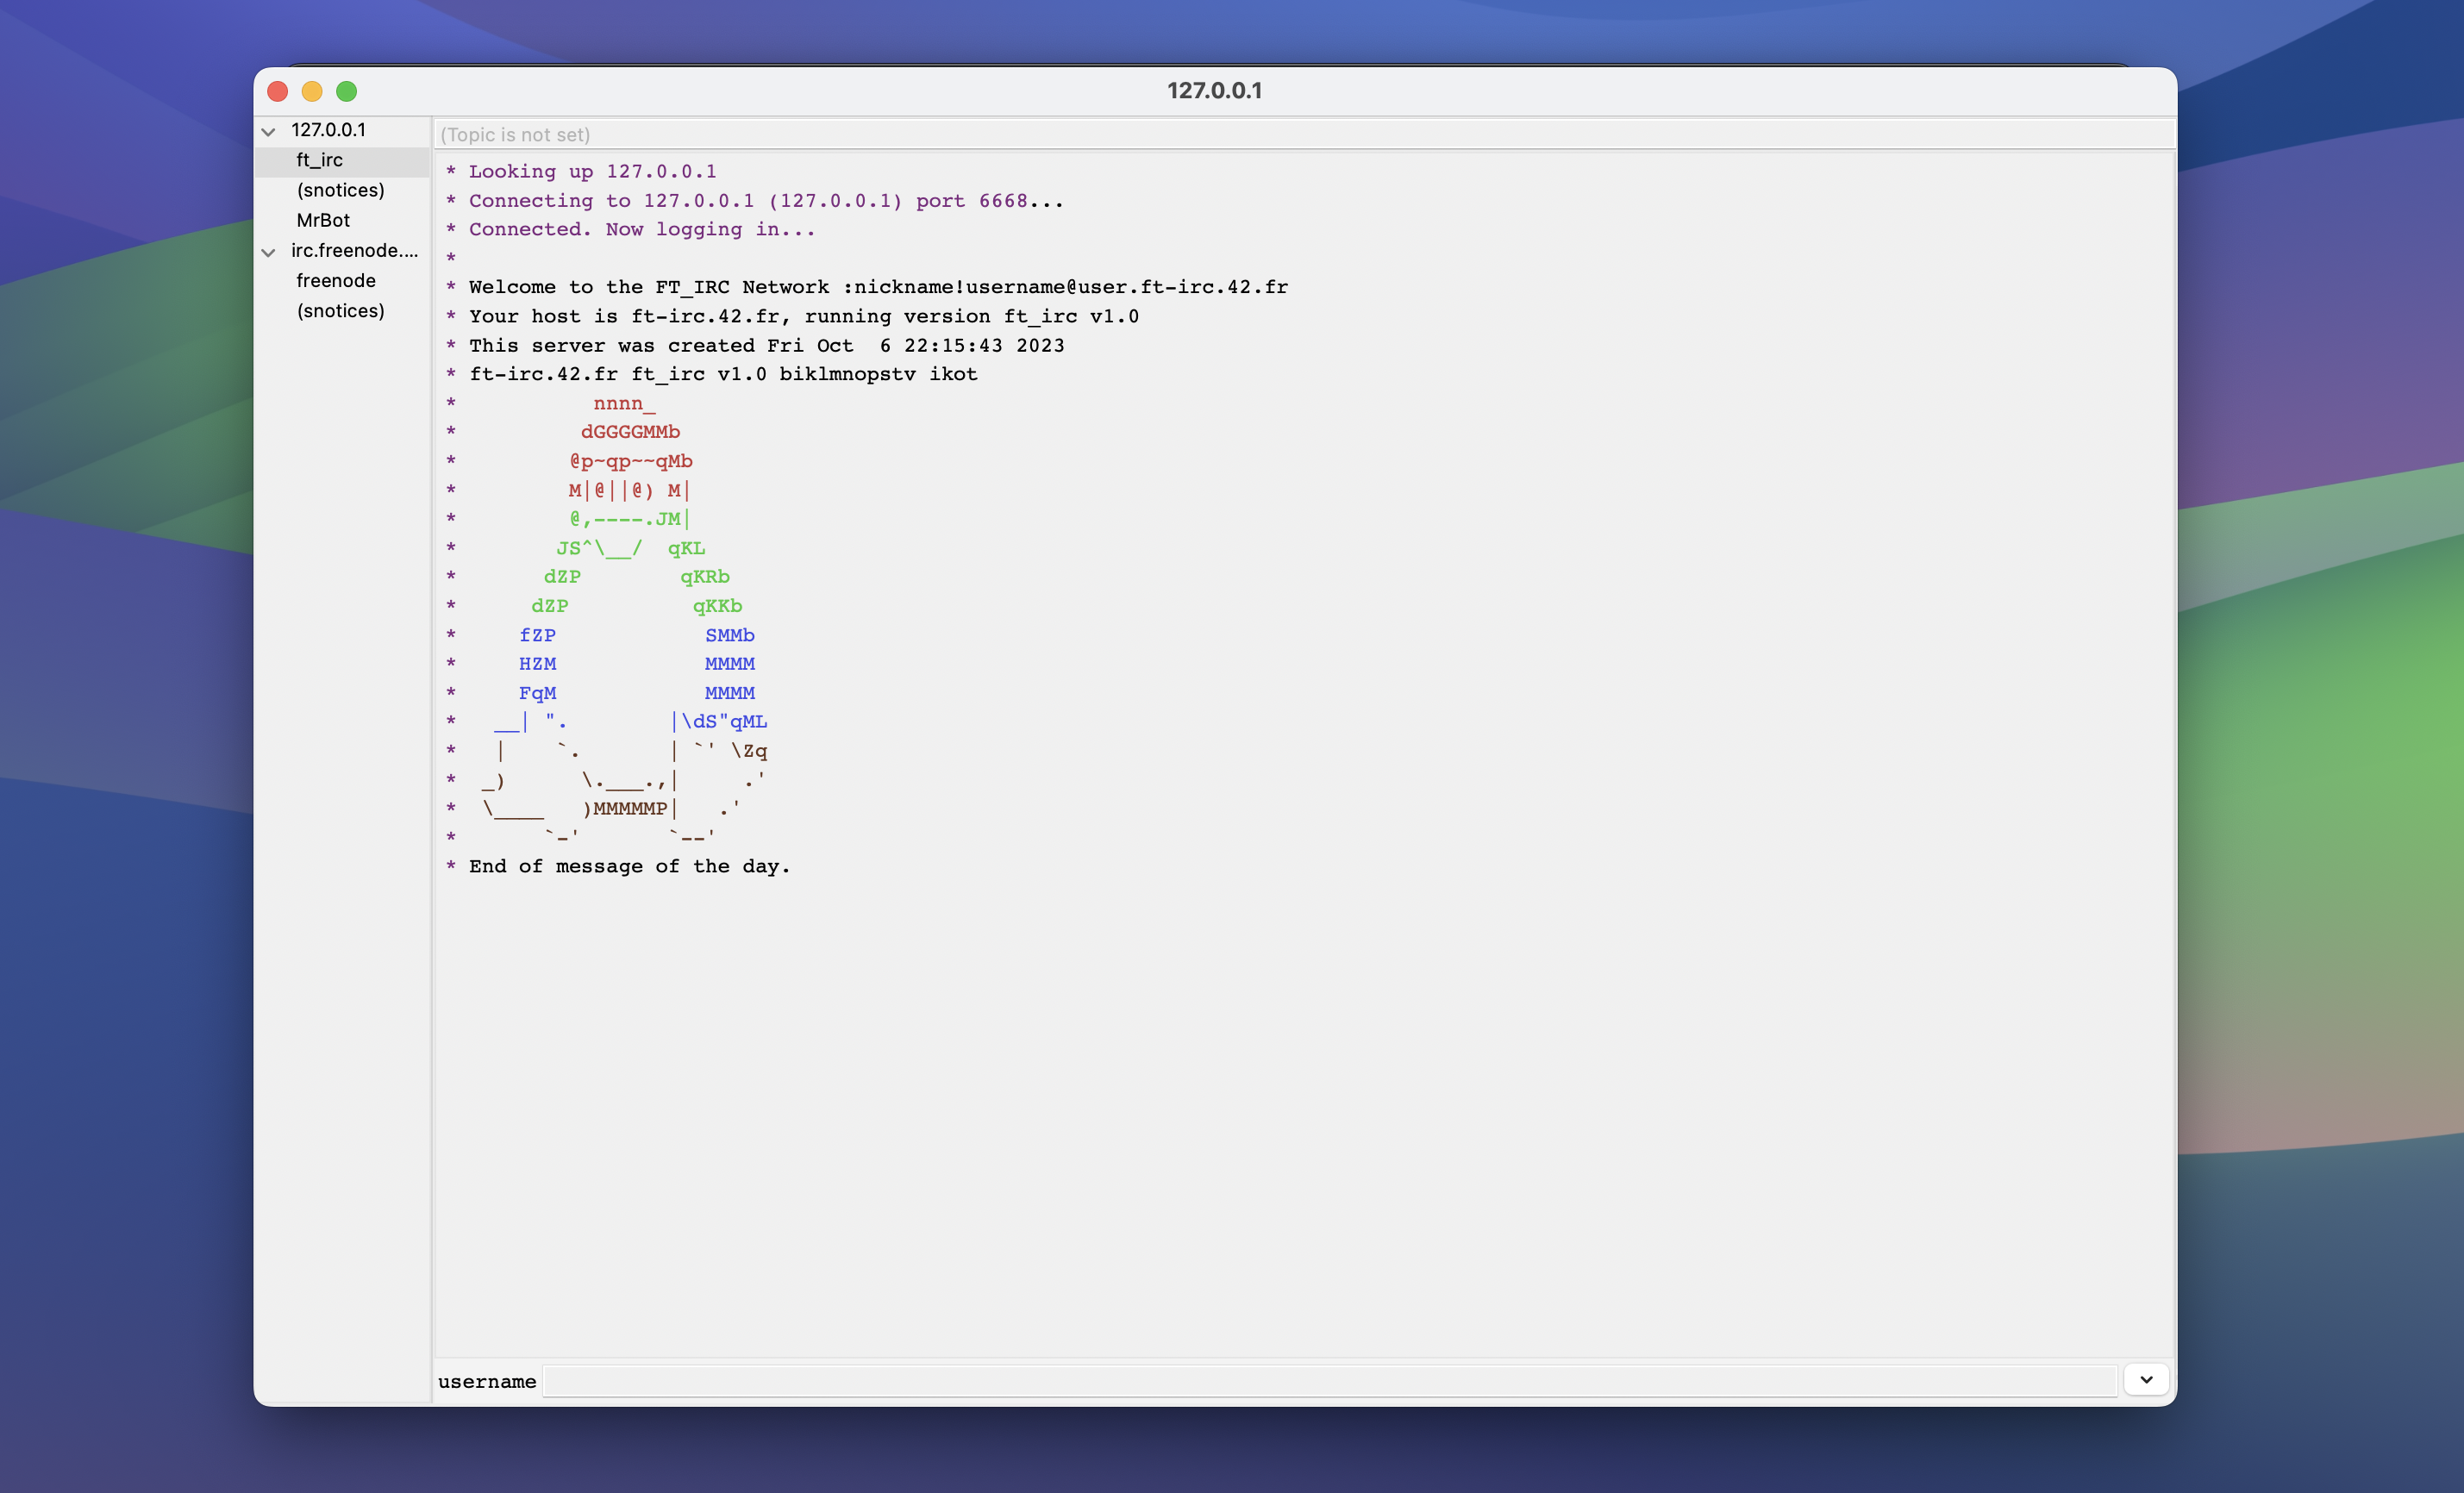 127.0.0.1
127.0.0.1
ft_irc
(snotices)
MrBot
irc.freenode....
freenode
(snotices)
(Topic is not set)
* Looking up 127.0.0.1
* Connecting to 127.0.0.1 (127.0.0.1) port 6668...
* Connected. Now logging in...
*
* Welcome to the FT_IRC Network :nickname!username@user.ft-irc.42.fr
* Your host is ft-irc.42.fr, running version ft_irc v1.0
* This server was created Fri Oct  6 22:15:43 2023
* ft-irc.42.fr ft_irc v1.0 biklmnopstv ikot
*           nnnn_
*          dGGGGMMb
*         @p~qp~~qMb
*         M|@||@) M|
*         @,----.JM|
*        JS^\__/  qKL
*       dZP        qKRb
*      dZP          qKKb
*     fZP            SMMb
*     HZM            MMMM
*     FqM            MMMM
*   __| ".        |\dS"qML
*   |    `.       | `' \Zq
*  _)      \.___.,|     .'
*  \____   )MMMMMP|   .'
*       `-'       `--'
* End of message of the day.
username